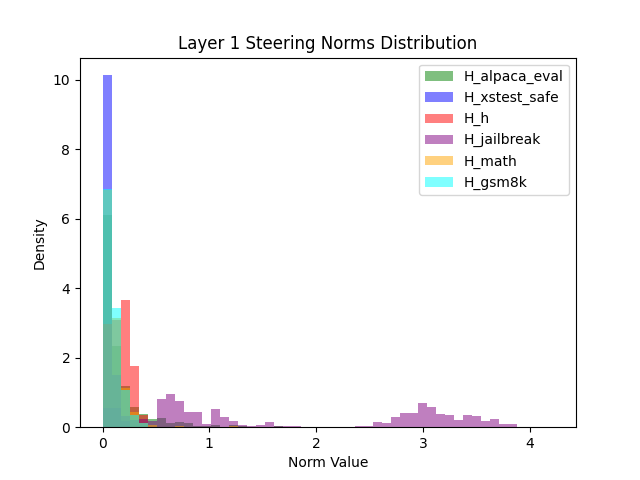 Layer 1 Steering Norms Distribution
H_alpaca_eval
H_xstest_safe
H_h
H_jailbreak
H_math
H_gsm8k
10
8
6
4
2
0
Density
0 1 2 3 4
Norm Value